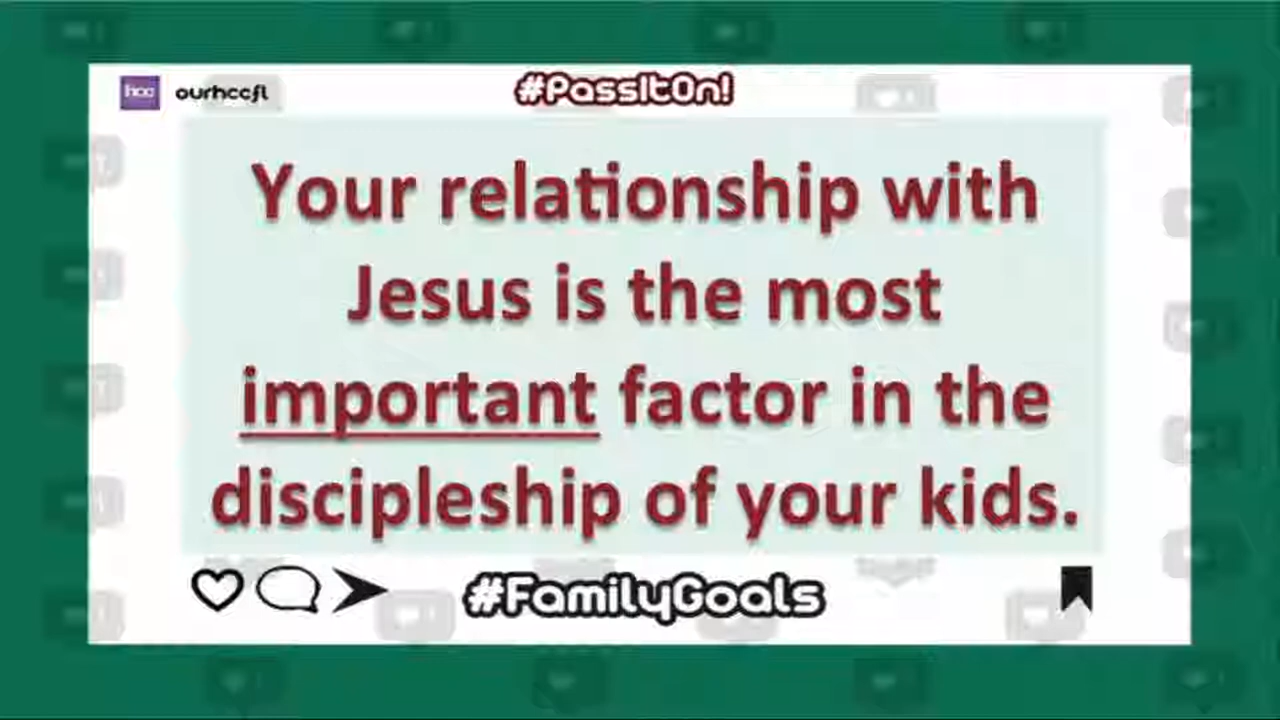 hcc ourhccfl
#PassItOn!
Your relationship with
Jesus is the most
important factor in the
discipleship of your kids.
#FamilyGoals